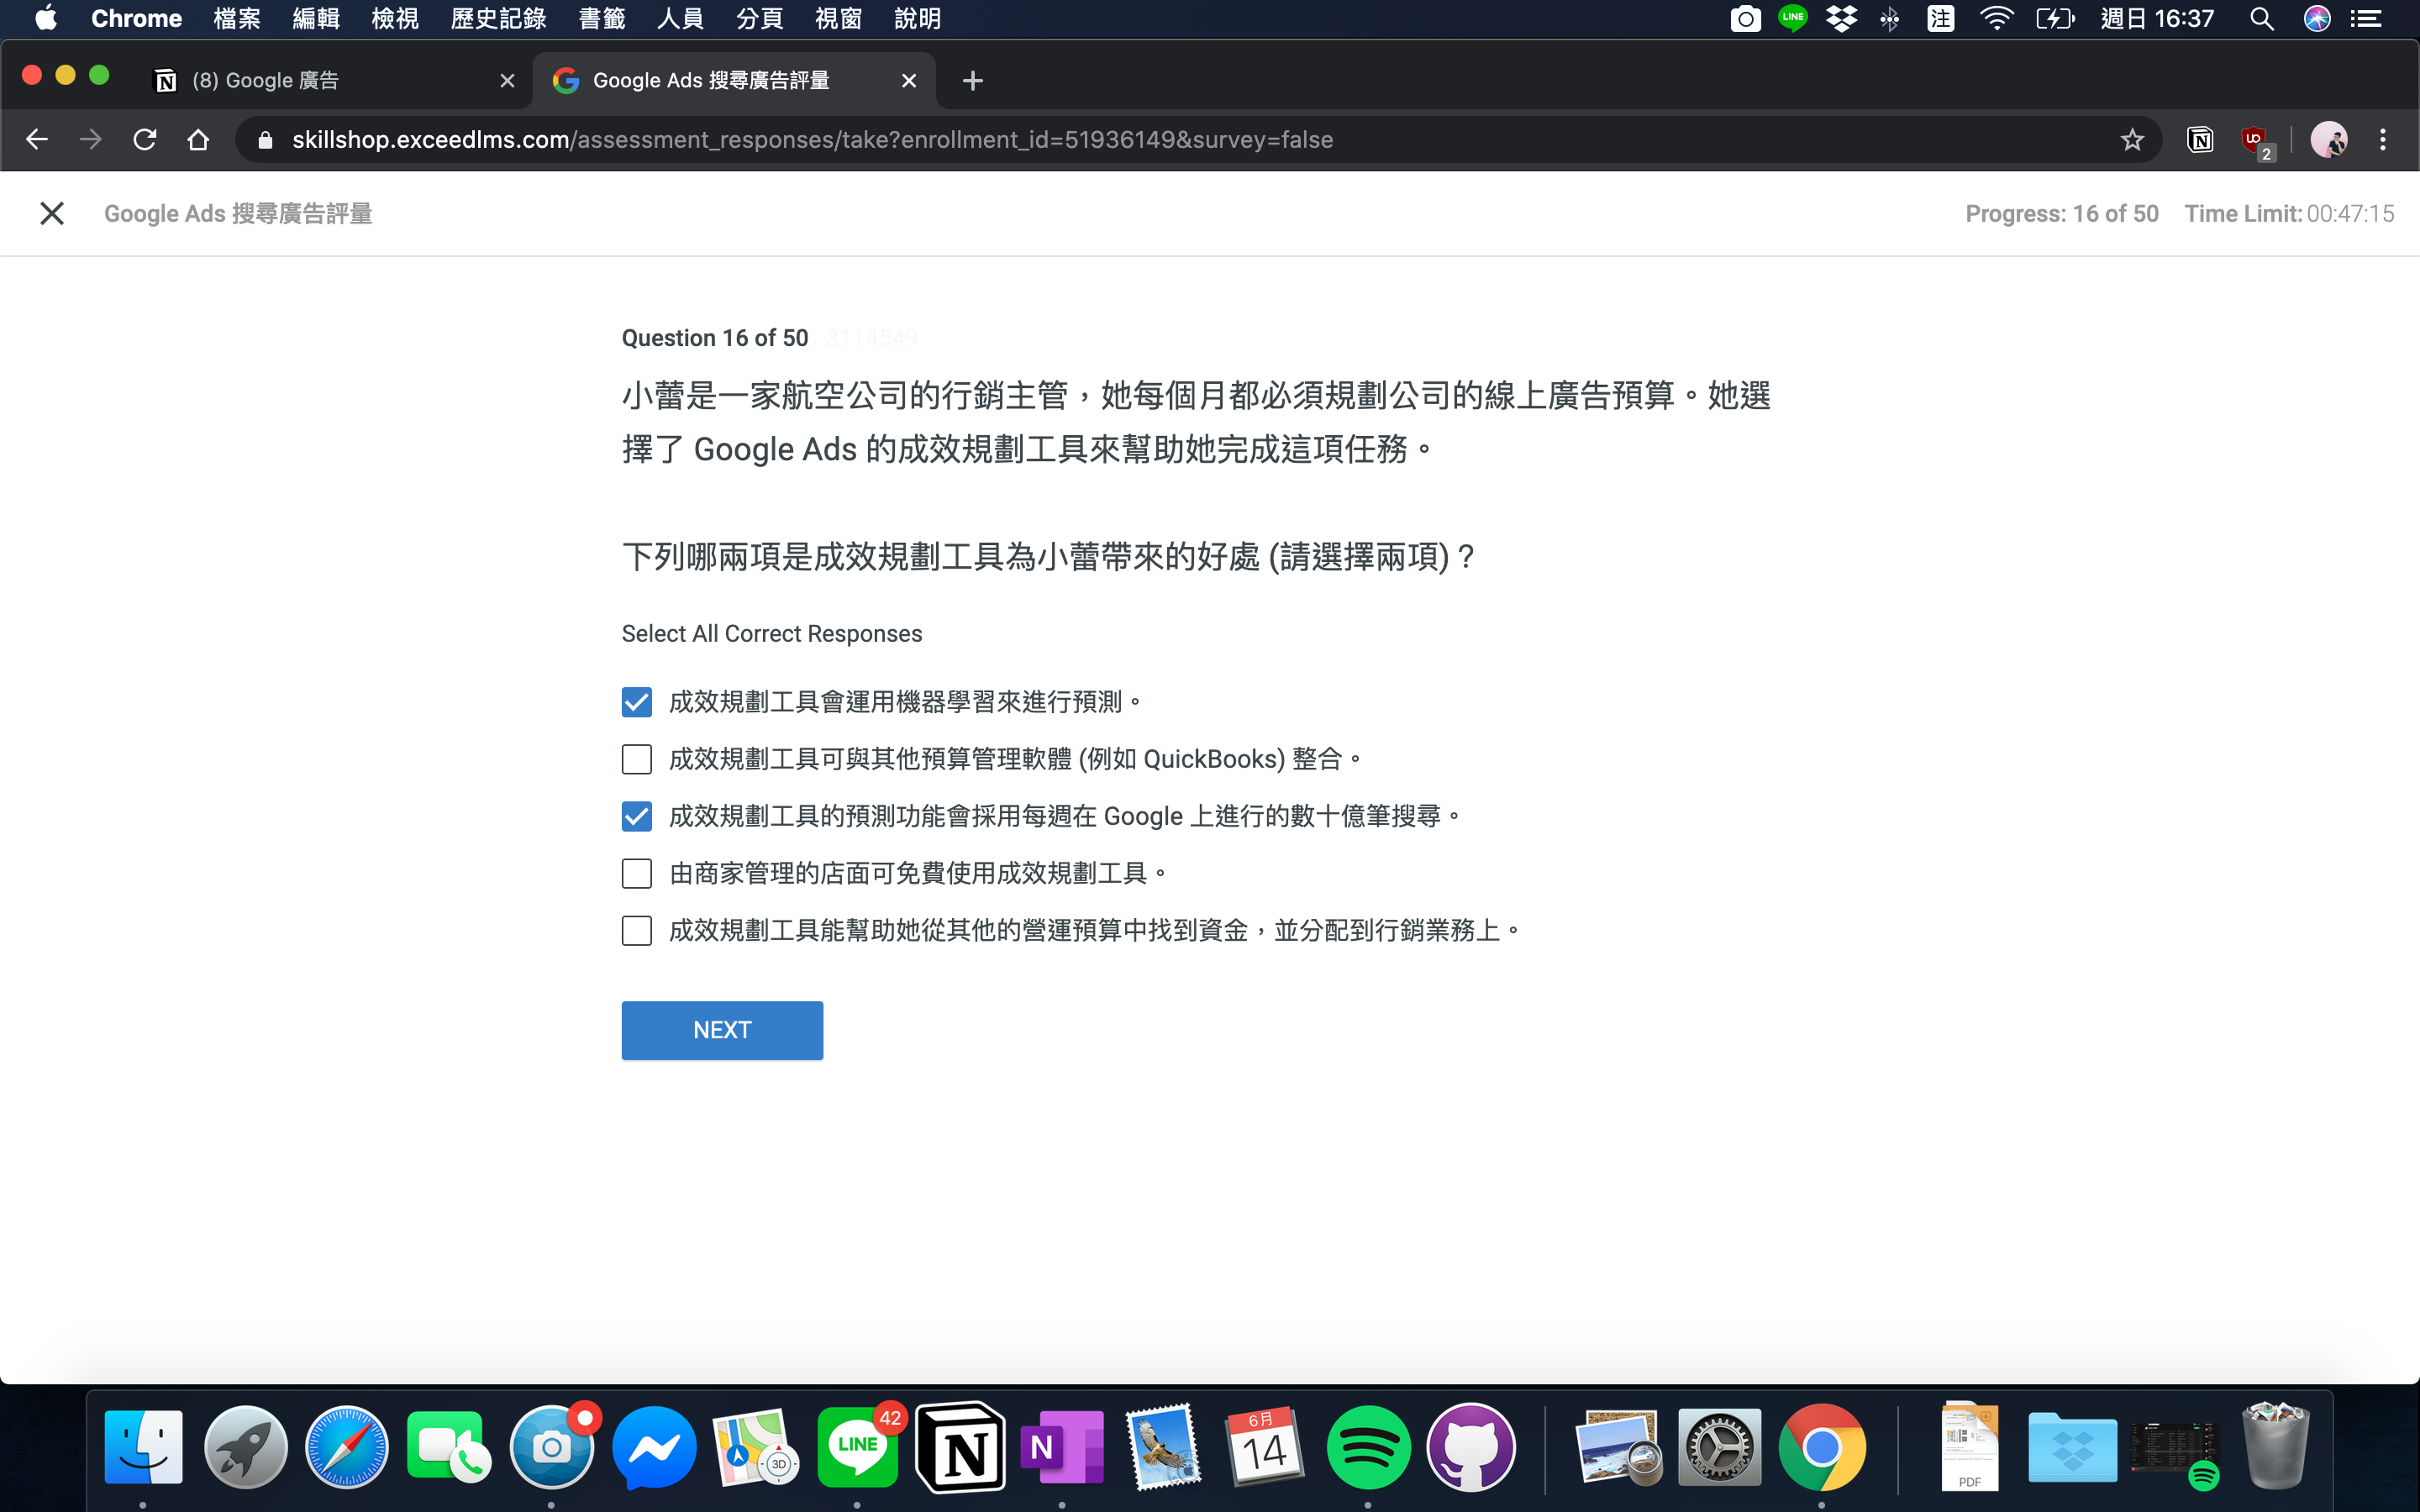 Chrome 檔案 編輯 檢視 歷史記錄 書籤 人員 分頁 視窗 說明 LINE 注 週日 16:37
(8) Google 廣告
Google Ads 搜尋廣告評量
skillshop.exceedlms.com/assessment_responses/take?enrollment_id=51936149&survey=false
2
Google Ads 搜尋廣告評量
Progress: 16 of 50 Time Limit: 00:47:15
Question 16 of 50 3114549
小蕾是一家航空公司的行銷主管，她每個月都必須規劃公司的線上廣告預算。她選
擇了 Google Ads 的成效規劃工具來幫助她完成這項任務。
下列哪兩項是成效規劃工具為小蕾帶來的好處 (請選擇兩項)？
Select All Correct Responses
成效規劃工具會運用機器學習來進行預測。
成效規劃工具可與其他預算管理軟體 (例如 QuickBooks) 整合。
成效規劃工具的預測功能會採用每週在 Google 上進行的數十億筆搜尋。
由商家管理的店面可免費使用成效規劃工具。
成效規劃工具能幫助她從其他的營運預算中找到資金，並分配到行銷業務上。
NEXT
3D
LINE
42
N
N
6月
14
PDF